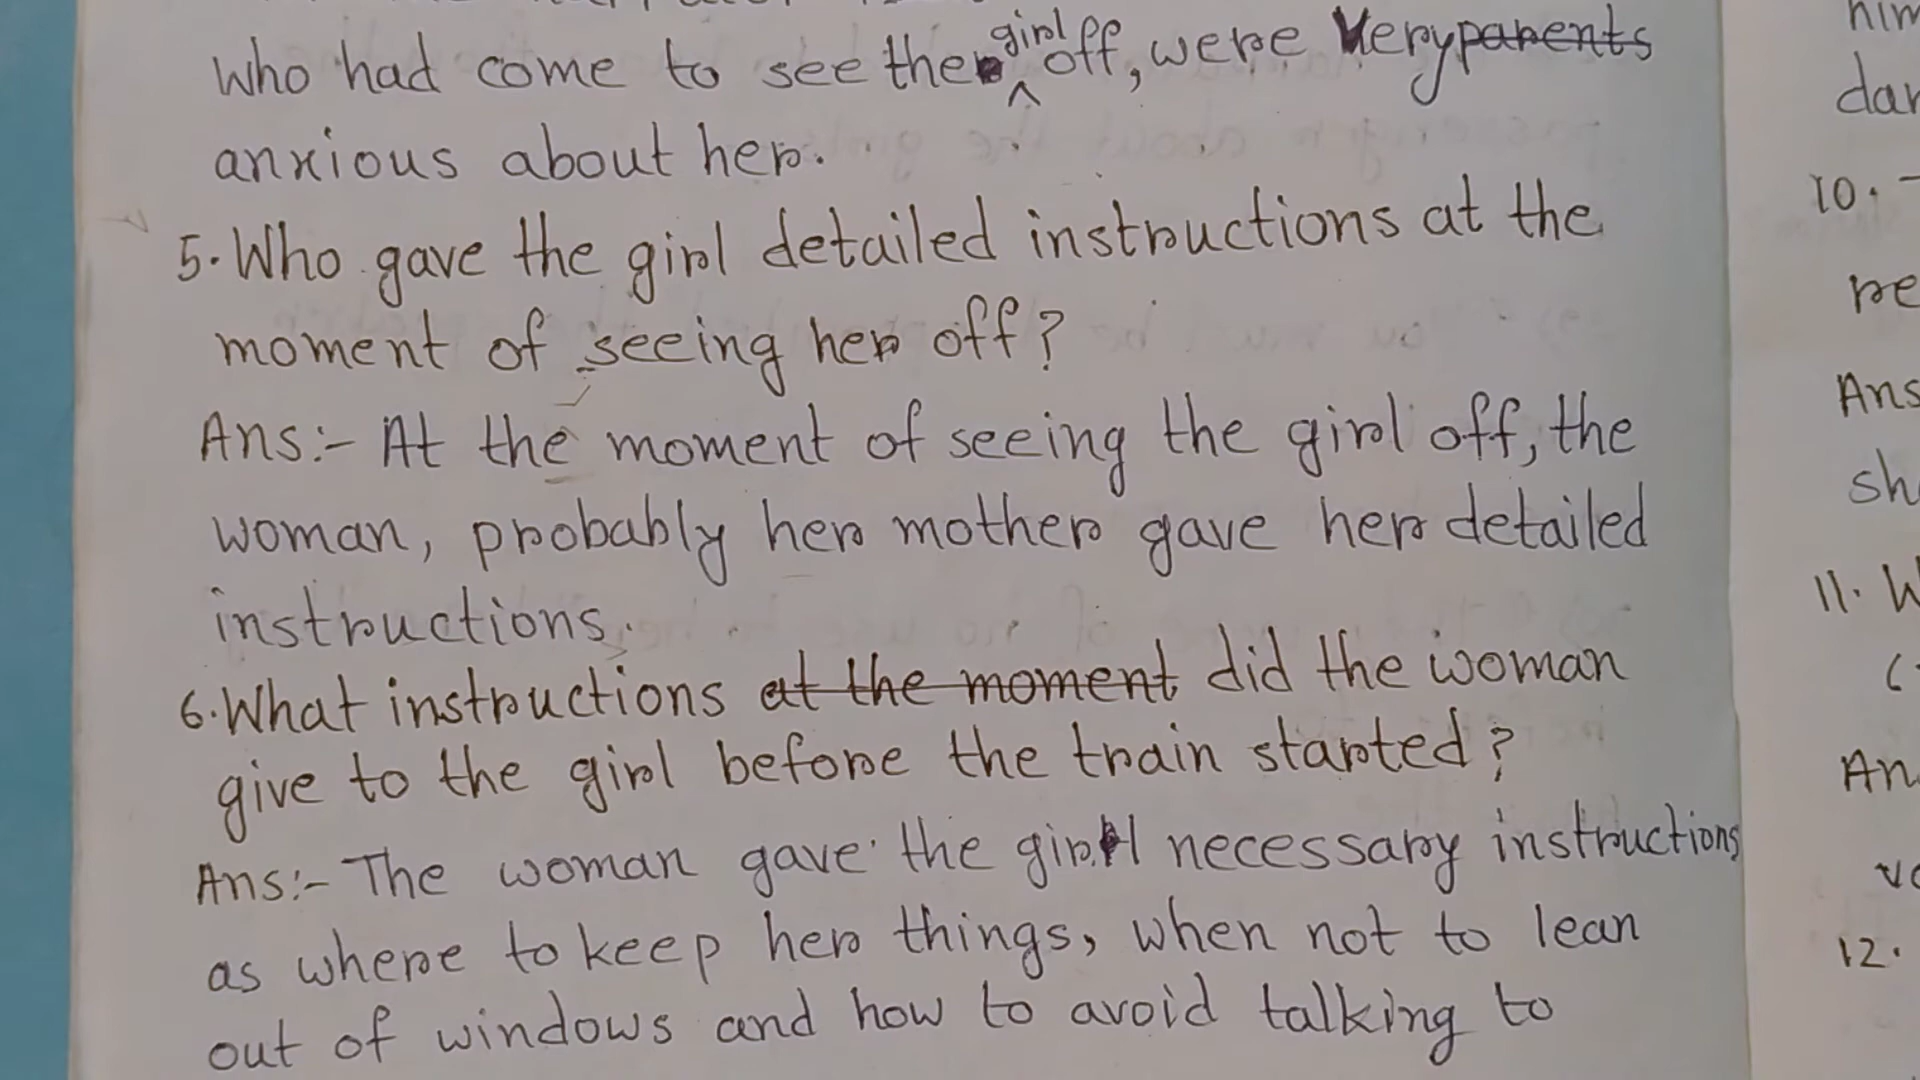 who had come to see the girl off, were very parents
anxious about her.
5. Who gave the girl detailed instructions at the
moment of seeing her off?
Ans:- At the moment of seeing the girl off, the
woman, probably her mother gave her detailed
instructions.
6. What instructions at the moment did the woman
give to the girl before the train started?
Ans:- The woman gave the girl necessary instructions
as where to keep her things, when not to lean
out of windows and how to avoid talking to
him
dar
10.
re
Ans
sh
11. W
An
vo
12.